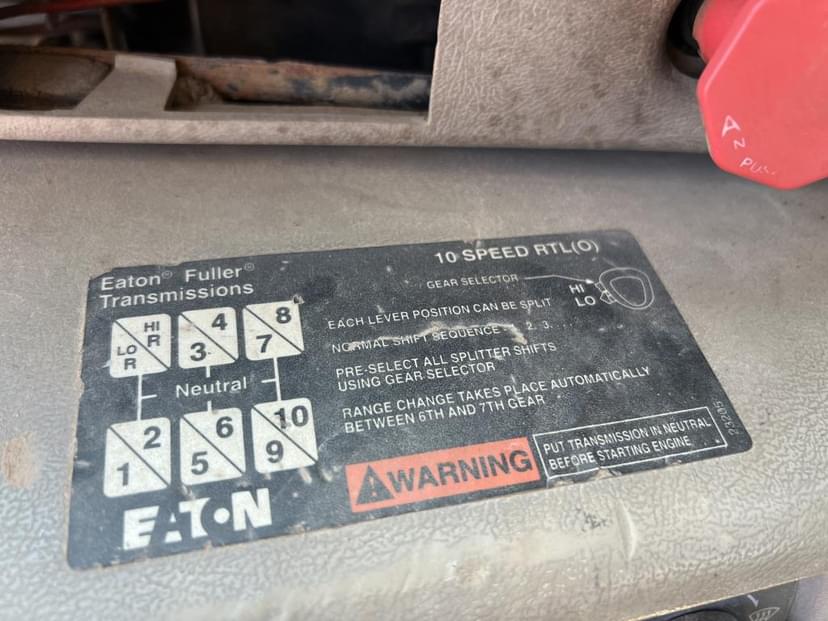 Eaton® Fuller®
Transmissions
10 SPEED RTL(O)
GEAR SELECTOR
HI
LO
EACH LEVER POSITION CAN BE SPLIT
NORMAL SHIFT SEQUENCE 2, 3,
PRE-SELECT ALL SPLITTER SHIFTS
USING GEAR SELECTOR
RANGE CHANGE TAKES PLACE AUTOMATICALLY
BETWEEN 6TH AND 7TH GEAR
HI R 4 8
LO R 3 7
Neutral
2 6 10
1 5 9
EATON
WARNING
PUT TRANSMISSION IN NEUTRAL
BEFORE STARTING ENGINE
23205